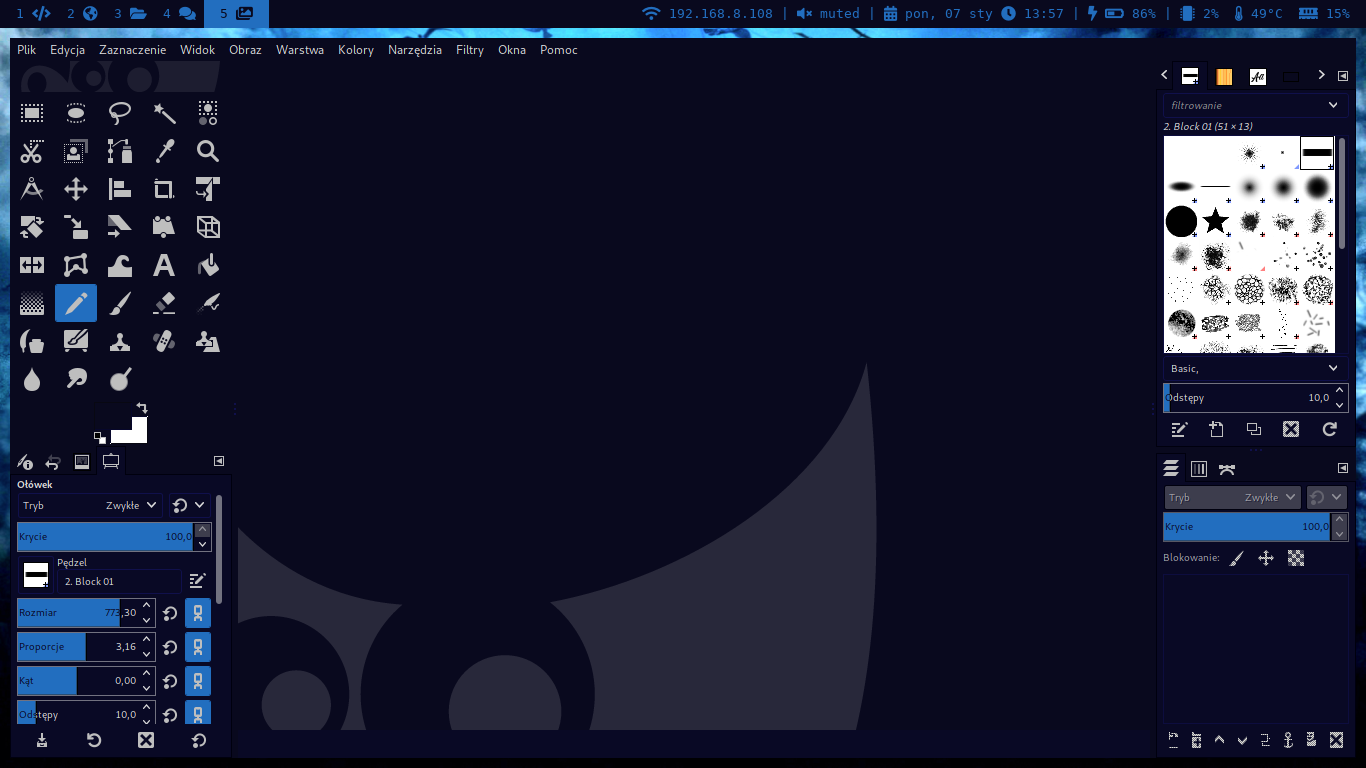 1 2 3 4 5 192.168.8.108 | muted | pon, 07 sty 13:57 | 86% | 2% 49°C 15%
Plik Edycja Zaznaczenie Widok Obraz Warstwa Kolory Narzędzia Filtry Okna Pomoc
Aa
filtrowanie
2. Block 01 (51 × 13)
Basic,
Odstępy 10,0
Ołówek
Tryb Zwykłe
Krycie 100,0
Pędzel
2. Block 01
Rozmiar 773,30
Proporcje 3,16
Kąt 0,00
Odstępy 10,0
Tryb Zwykłe
Krycie 100,0
Blokowanie: